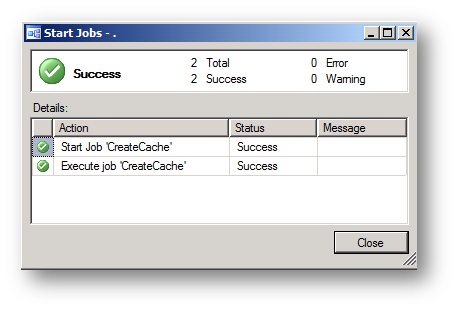 Start Jobs - .
Success 2 Total 0 Error
2 Success 0 Warning
Details:
Action Status Message
Start Job 'CreateCache' Success
Execute job 'CreateCache' Success
Close